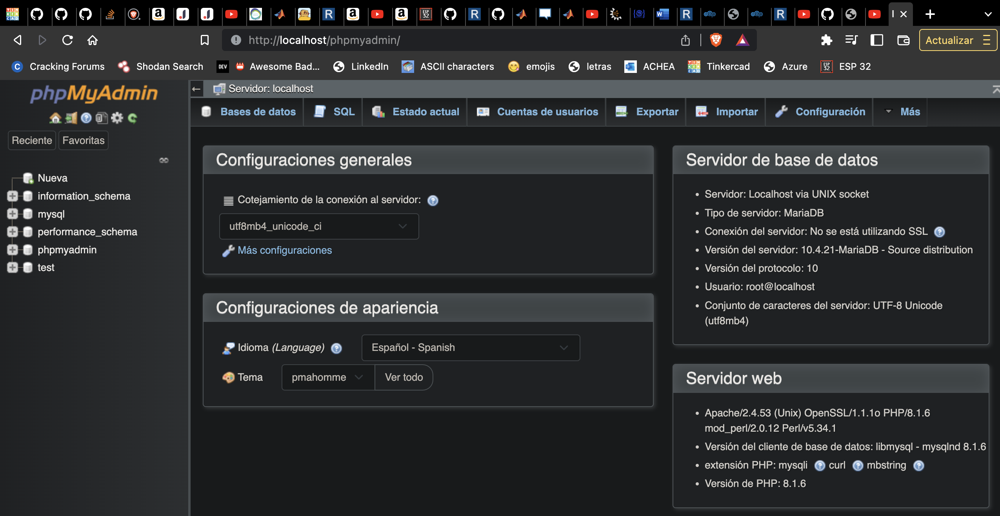 http://localhost/phpmyadmin/
Actualizar
Cracking Forums
Shodan Search
DEV
Awesome Bad...
LinkedIn
ASCII characters
emojis
letras
ACHEA
Tinkercad
Azure
ESP 32
phpMyAdmin
Reciente
Favoritas
Nueva
information_schema
mysql
performance_schema
phpmyadmin
test
Servidor: localhost
Bases de datos
SQL
Estado actual
Cuentas de usuarios
Exportar
Importar
Configuración
Más
Configuraciones generales
Cotejamiento de la conexión al servidor:
utf8mb4_unicode_ci
Más configuraciones
Configuraciones de apariencia
Idioma (Language)
Español - Spanish
Tema
pmahomme
Ver todo
Servidor de base de datos
• Servidor: Localhost via UNIX socket
• Tipo de servidor: MariaDB
• Conexión del servidor: No se está utilizando SSL
• Versión del servidor: 10.4.21-MariaDB - Source distribution
• Versión del protocolo: 10
• Usuario: root@localhost
• Conjunto de caracteres del servidor: UTF-8 Unicode
(utf8mb4)
Servidor web
• Apache/2.4.53 (Unix) OpenSSL/1.1.1o PHP/8.1.6
mod_perl/2.0.12 Perl/v5.34.1
• Versión del cliente de base de datos: libmysql - mysqlnd 8.1.6
• extensión PHP: mysqli curl mbstring
• Versión de PHP: 8.1.6